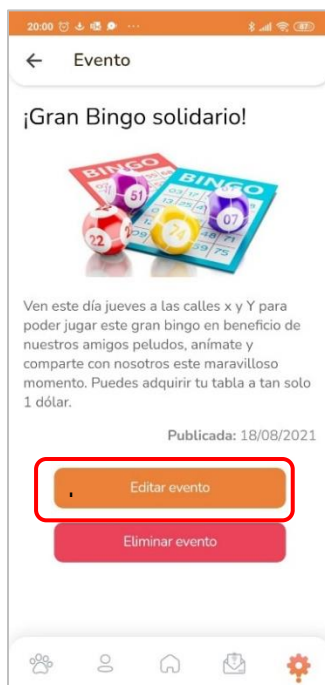 20:00
87
Evento
¡Gran Bingo solidario!
BINGO
BINGO
51
22
74
07
Ven este día jueves a las calles x y Y para
poder jugar este gran bingo en beneficio de
nuestros amigos peludos, anímate y
comparte con nosotros este maravilloso
momento. Puedes adquirir tu tabla a tan solo
1 dólar.
Publicada: 18/08/2021
Editar evento
Eliminar evento